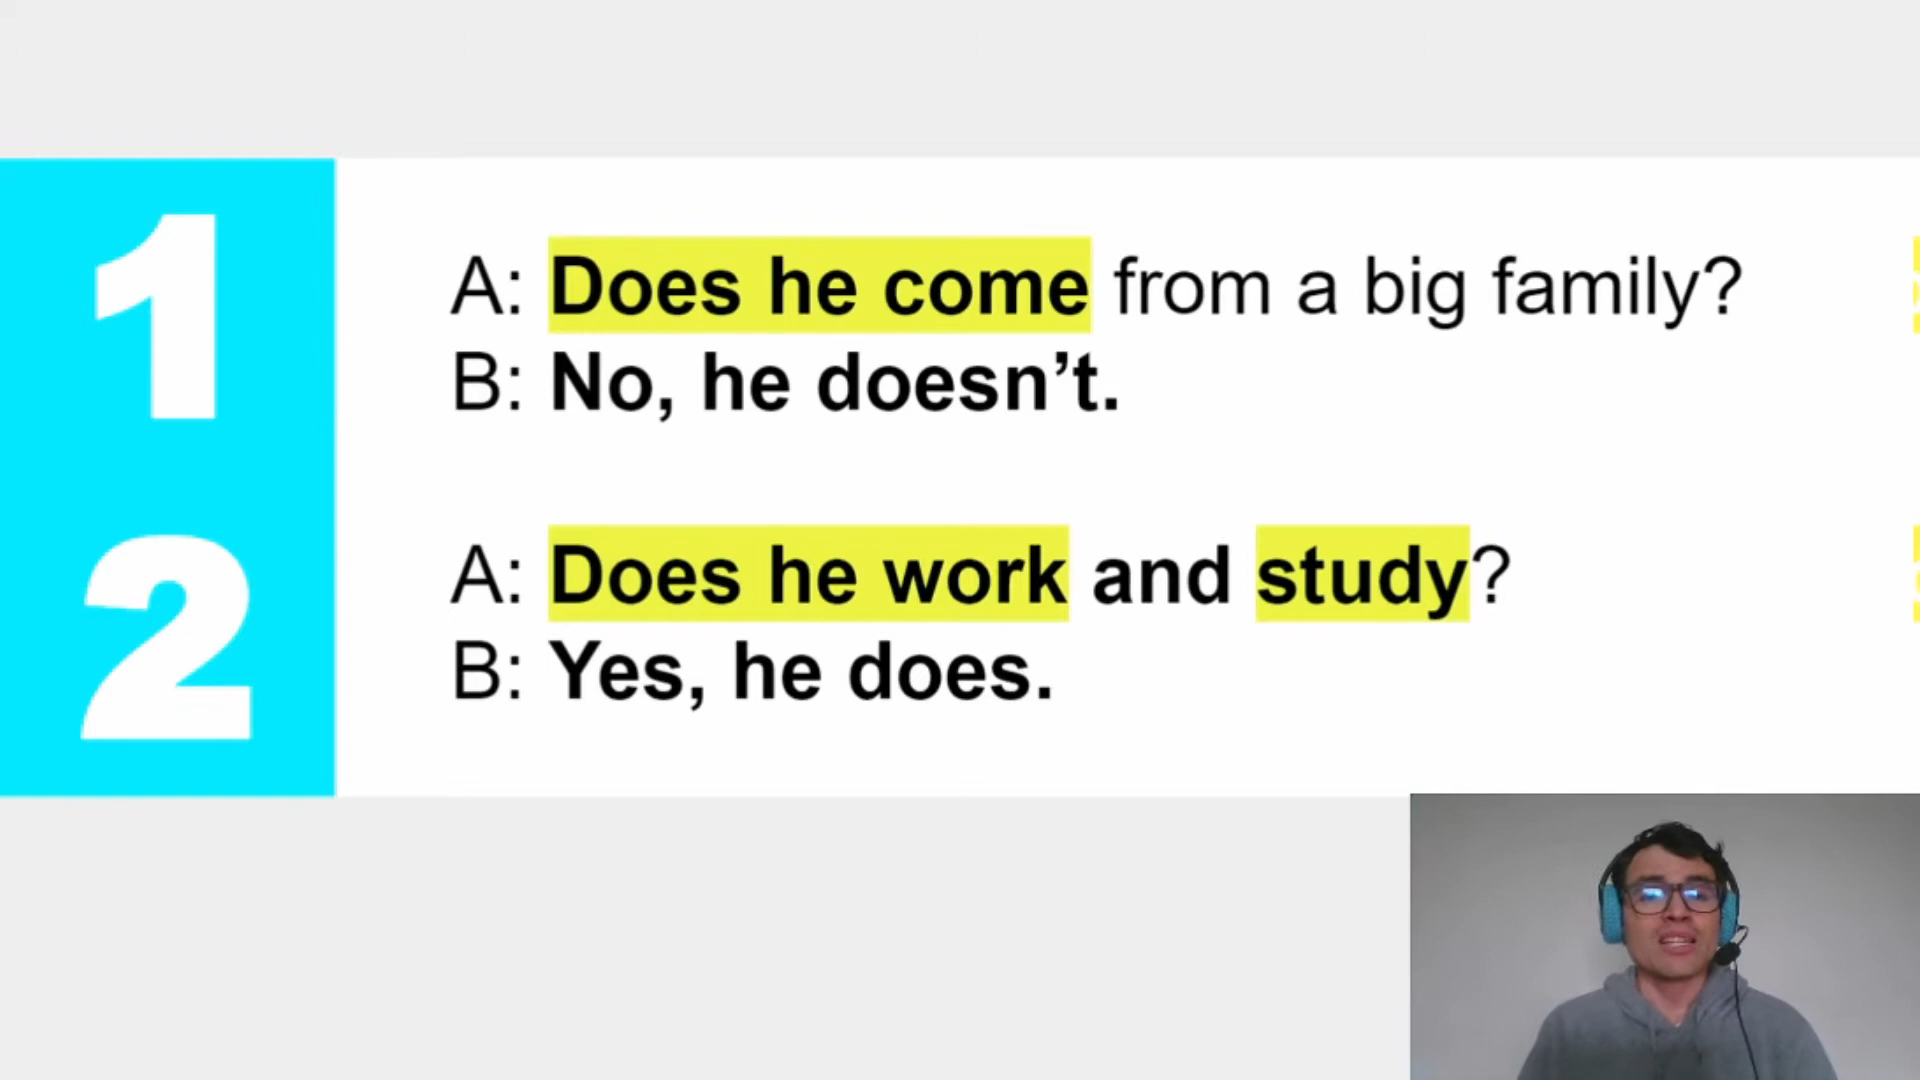 1
A: Does he come from a big family?
B: No, he doesn’t.
2
A: Does he work and study?
B: Yes, he does.